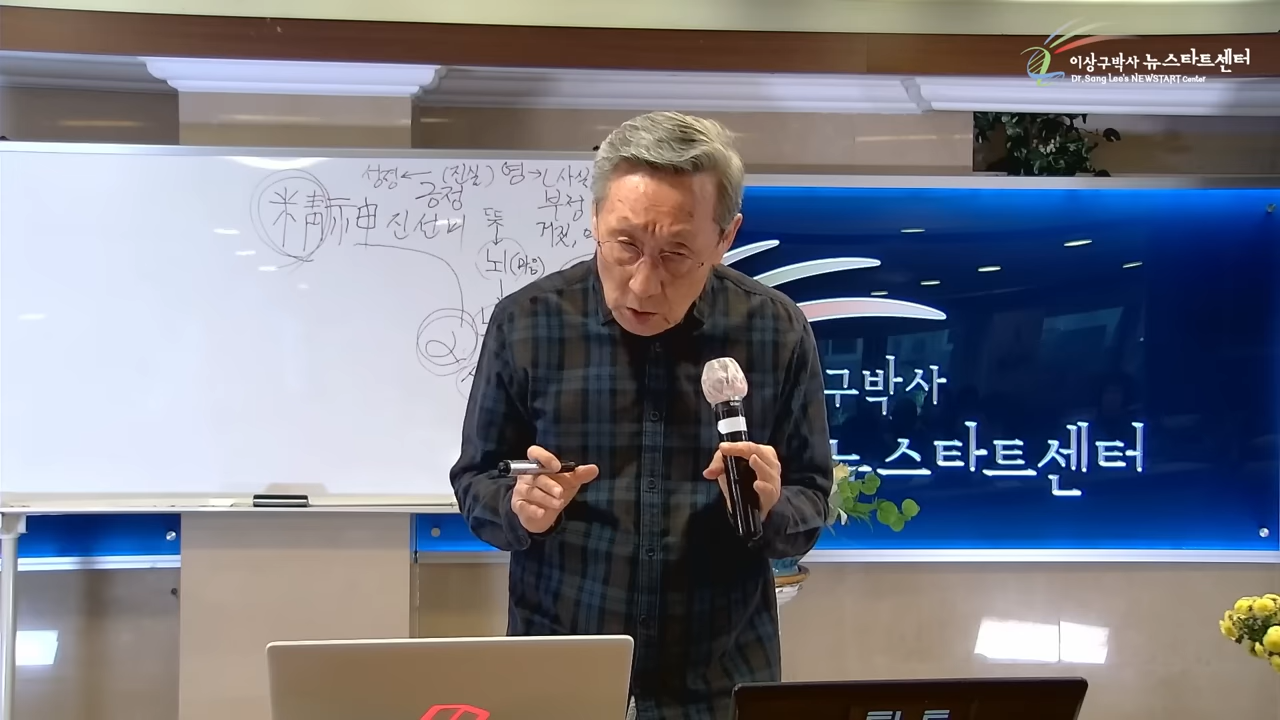 이상구박사 뉴스타트센터
Dr. Sang Lee's NEWSTART Center
성정 ← (진실) 영 → 사실
긍정 부정
精神 진선미 뜻 거짓,
뇌 (마음)
구박사
뉴스타트센터